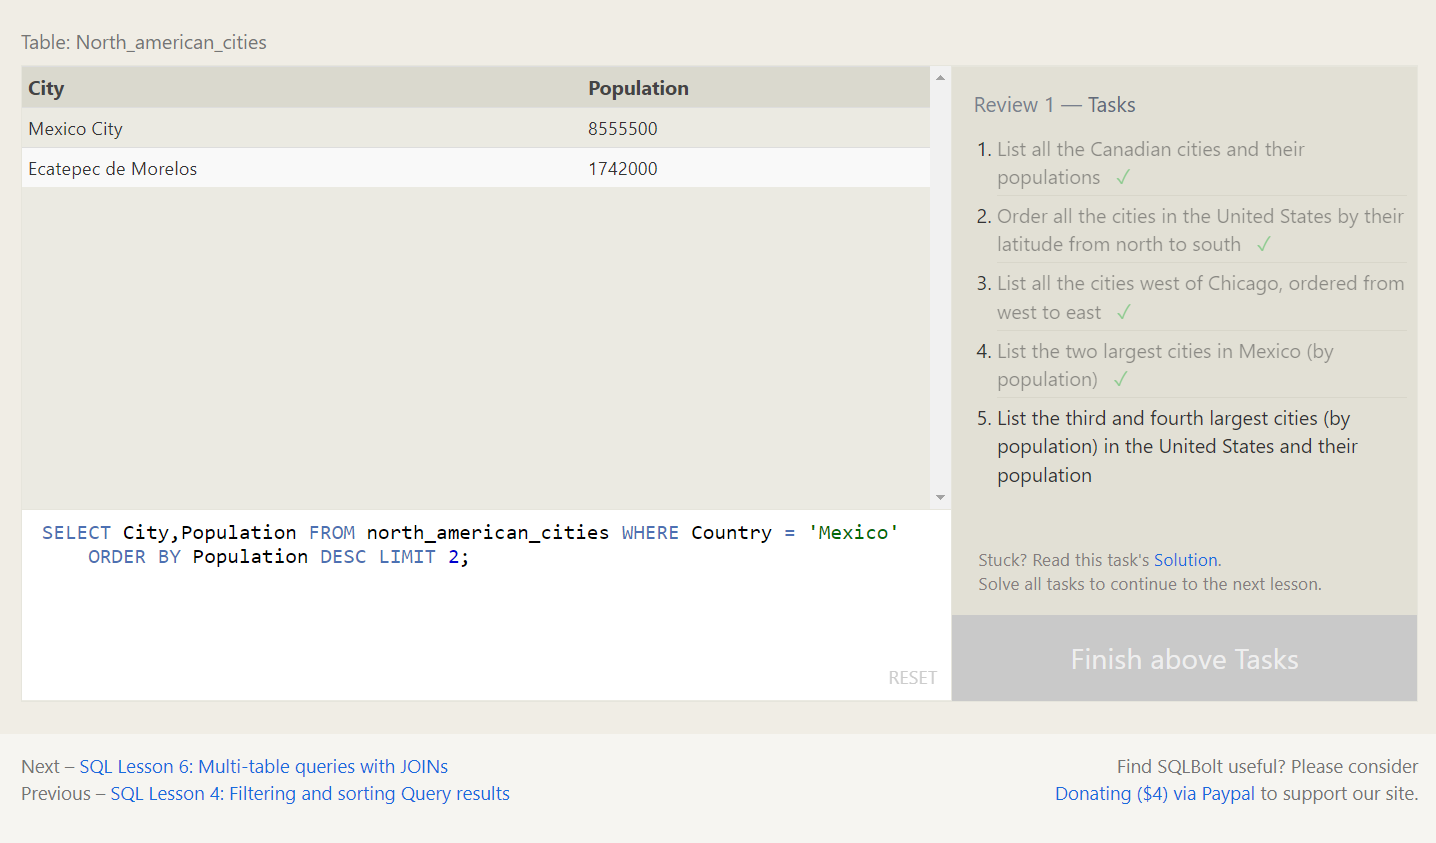 Table: North_american_cities
City Population
Mexico City 8555500
Ecatepec de Morelos 1742000
SELECT City,Population FROM north_american_cities WHERE Country = 'Mexico'
ORDER BY Population DESC LIMIT 2;
RESET
Review 1 — Tasks
1. List all the Canadian cities and their
populations ✓
2. Order all the cities in the United States by their
latitude from north to south ✓
3. List all the cities west of Chicago, ordered from
west to east ✓
4. List the two largest cities in Mexico (by
population) ✓
5. List the third and fourth largest cities (by
population) in the United States and their
population
Stuck? Read this task's Solution.
Solve all tasks to continue to the next lesson.
Finish above Tasks
Next – SQL Lesson 6: Multi-table queries with JOINs
Previous – SQL Lesson 4: Filtering and sorting Query results
Find SQLBolt useful? Please consider
Donating ($4) via Paypal to support our site.